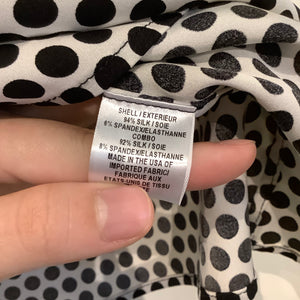 SHELL / EXTERIEUR
94% SILK / SOIE
6% SPANDEX/ELASTHANNE
COMBO
92% SILK / SOIE
8% SPANDEX/ELASTHANNE
MADE IN THE USA OF
IMPORTED FABRIC/
FABRIQUE AUX
ETATS UNIS DE TISSU